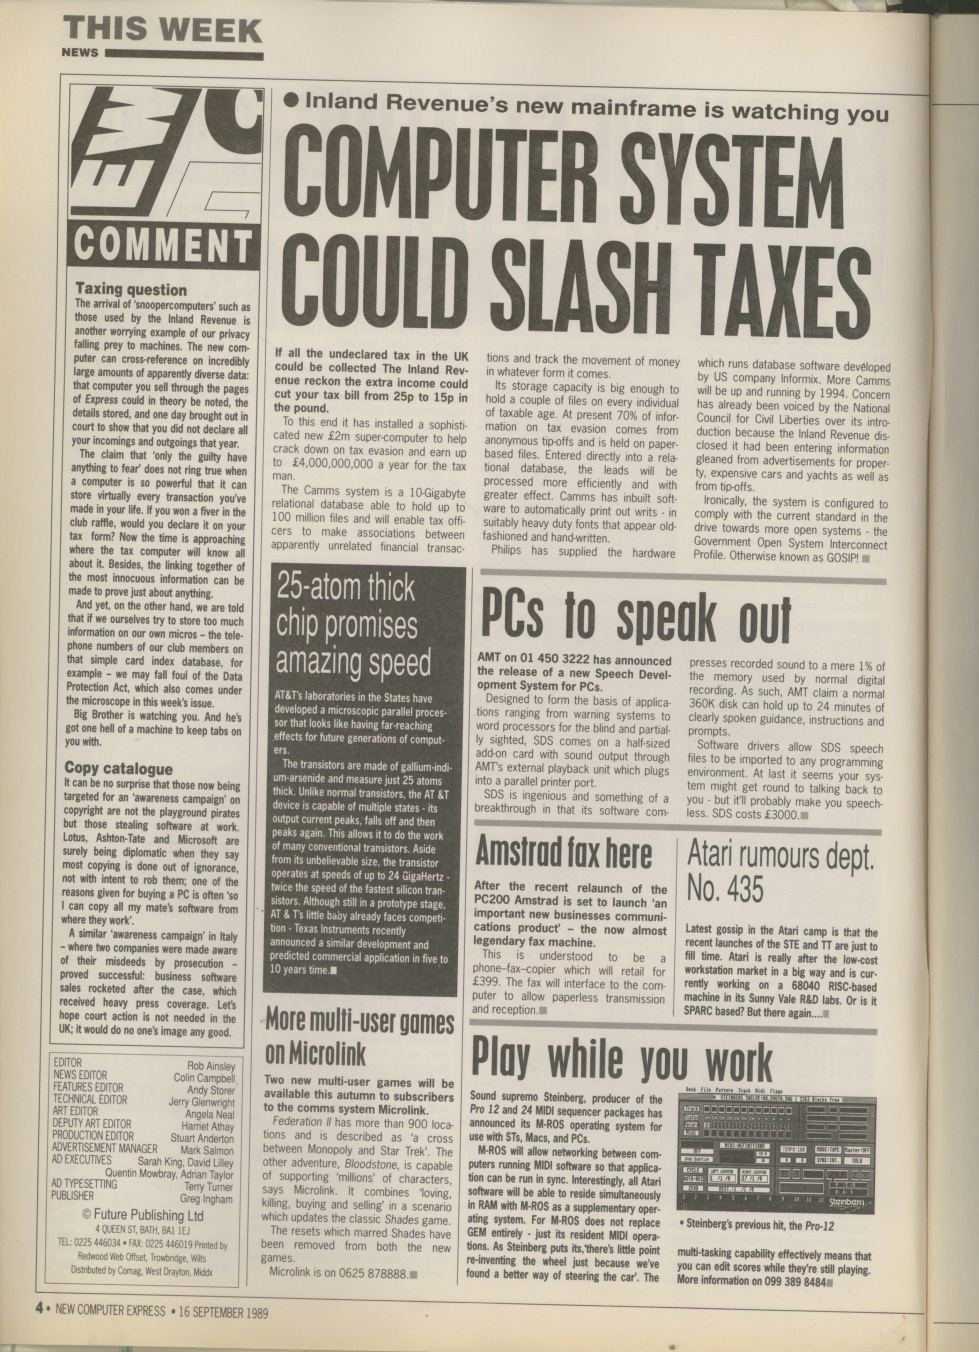 THIS WEEK
NEWS
COMMENT
Taxing question
The arrival of 'snoopercomputers' such as
those used by the Inland Revenue is
another worrying example of our privacy
falling prey to machines. The new com-
puter can cross-reference on incredibly
large amounts of apparently diverse data:
that computer you sell through the pages
of Express could in theory be noted, the
details stored, and one day brought out in
court to show that you did not declare all
your incomings and outgoings that year.
The claim that 'only the guilty have
anything to fear' does not ring true when
a computer is so powerful that it can
store virtually every transaction you've
made in your life. If you won a fiver in the
club raffle, would you declare it on your
tax form? Now the time is approaching
where the tax computer will know all
about it. Besides, the linking together of
the most innocuous information can be
made to prove just about anything.
And yet, on the other hand, we are told
that if we ourselves try to store too much
information on our own micros – the tele-
phone numbers of our club members on
that simple card index database, for
example – we may fall foul of the Data
Protection Act, which also comes under
the microscope in this week's issue.
Big Brother is watching you. And he's
got one hell of a machine to keep tabs on
you with.
Copy catalogue
It can be no surprise that those now being
targeted for an 'awareness campaign' on
copyright are not the playground pirates
but those stealing software at work.
Lotus, Ashton-Tate and Microsoft are
surely being diplomatic when they say
most copying is done out of ignorance,
not with intent to rob them; one of the
reasons given for buying a PC is often 'so
I can copy all my mate's software from
where they work'.
A similar 'awareness campaign' in Italy
– where two companies were made aware
of their misdeeds by prosecution –
proved successful: business software
sales rocketed after the case, which
received heavy press coverage. Let's
hope court action is not needed in the
UK; it would do no one's image any good.
EDITOR Rob Ainsley
NEWS EDITOR Colin Campbell
FEATURES EDITOR Andy Storer
TECHNICAL EDITOR Jerry Glenwright
ART EDITOR Angela Neal
DEPUTY ART EDITOR Harriet Athay
PRODUCTION EDITOR Stuart Anderton
ADVERTISEMENT MANAGER Mark Salmon
AD EXECUTIVES Sarah King, David Lilley
Quentin Mowbray, Adrian Taylor
AD TYPESETTING Terry Turner
PUBLISHER Greg Ingham
© Future Publishing Ltd
4 QUEEN ST, BATH, BA1 1EJ
TEL: 0225 446034 • FAX: 0225 446019 Printed by
Redwood Web Offset, Trowbridge, Wilts
Distributed by Comag, West Drayton, Middx
● Inland Revenue's new mainframe is watching you
COMPUTER SYSTEM
COULD SLASH TAXES
If all the undeclared tax in the UK
could be collected The Inland Rev-
enue reckon the extra income could
cut your tax bill from 25p to 15p in
the pound.
To this end it has installed a sophisti-
cated new £2m super-computer to help
crack down on tax evasion and earn up
to £4,000,000,000 a year for the tax
man.
The Camms system is a 10-Gigabyte
relational database able to hold up to
100 million files and will enable tax offi-
cers to make associations between
apparently unrelated financial transac-
tions and track the movement of money
in whatever form it comes.
Its storage capacity is big enough to
hold a couple of files on every individual
of taxable age. At present 70% of infor-
mation on tax evasion comes from
anonymous tip-offs and is held on paper-
based files. Entered directly into a rela-
tional database, the leads will be
processed more efficiently and with
greater effect. Camms has inbuilt soft-
ware to automatically print out writs - in
suitably heavy duty fonts that appear old-
fashioned and hand-written.
Philips has supplied the hardware
which runs database software developed
by US company Informix. More Camms
will be up and running by 1994. Concern
has already been voiced by the National
Council for Civil Liberties over its intro-
duction because the Inland Revenue dis-
closed it had been entering information
gleaned from advertisements for proper-
ty, expensive cars and yachts as well as
from tip-offs.
Ironically, the system is configured to
comply with the current standard in the
drive towards more open systems - the
Government Open System Interconnect
Profile. Otherwise known as GOSIP!
25-atom thick
chip promises
amazing speed
AT&T's laboratories in the States have
developed a microscopic parallel proces-
sor that looks like having far-reaching
effects for future generations of comput-
ers.
The transistors are made of gallium-indi-
um-arsenide and measure just 25 atoms
thick. Unlike normal transistors, the AT &T
device is capable of multiple states - its
output current peaks, falls off and then
peaks again. This allows it to do the work
of many conventional transistors. Aside
from its unbelievable size, the transistor
operates at speeds of up to 24 GigaHertz -
twice the speed of the fastest silicon tran-
sistors. Although still in a prototype stage,
AT & T's little baby already faces competi-
tion - Texas Instruments recently
announced a similar development and
predicted commercial application in five to
10 years time.
More multi-user games
on Microlink
Two new multi-user games will be
available this autumn to subscribers
to the comms system Microlink.
Federation II has more than 900 loca-
tions and is described as 'a cross
between Monopoly and Star Trek'. The
other adventure, Bloodstone, is capable
of supporting 'millions' of characters,
says Microlink. It combines 'loving,
killing, buying and selling' in a scenario
which updates the classic Shades game.
The resets which marred Shades have
been removed from both the new
games.
Microlink is on 0625 878888.
PCs to speak out
AMT on 01 450 3222 has announced
the release of a new Speech Devel-
opment System for PCs.
Designed to form the basis of applica-
tions ranging from warning systems to
word processors for the blind and partial-
ly sighted, SDS comes on a half-sized
add-on card with sound output through
AMT's external playback unit which plugs
into a parallel printer port.
SDS is ingenious and something of a
breakthrough in that its software com-
presses recorded sound to a mere 1% of
the memory used by normal digital
recording. As such, AMT claim a normal
360K disk can hold up to 24 minutes of
clearly spoken guidance, instructions and
prompts.
Software drivers allow SDS speech
files to be imported to any programming
environment. At last it seems your sys-
tem might get round to talking back to
you - but it'll probably make you speech-
less. SDS costs £3000.
Amstrad fax here
After the recent relaunch of the
PC200 Amstrad is set to launch 'an
important new businesses communi-
cations product' – the now almost
legendary fax machine.
This is understood to be a
phone–fax–copier which will retail for
£399. The fax will interface to the com-
puter to allow paperless transmission
and reception.
Atari rumours dept.
No. 435
Latest gossip in the Atari camp is that the
recent launches of the STE and TT are just to
fill time. Atari is really after the low-cost
workstation market in a big way and is cur-
rently working on a 68040 RISC-based
machine in its Sunny Vale R&D labs. Or is it
SPARC based? But there again....
Play while you work
Sound supremo Steinberg, producer of the
Pro 12 and 24 MIDI sequencer packages has
announced its M-ROS operating system for
use with STs, Macs, and PCs.
M-ROS will allow networking between com-
puters running MIDI software so that applica-
tion can be run in sync. Interestingly, all Atari
software will be able to reside simultaneously
in RAM with M-ROS as a supplementary oper-
ating system. For M-ROS does not replace
GEM entirely - just its resident MIDI opera-
tions. As Steinberg puts its,'there's little point
re-inventing the wheel just because we've
found a better way of steering the car'. The
Desk File Pattern Track Midi Flags
Steinberg
• Steinberg's previous hit, the Pro-12
multi-tasking capability effectively means that
you can edit scores while they're still playing.
More information on 099 389 8484
4 • NEW COMPUTER EXPRESS • 16 SEPTEMBER 1989